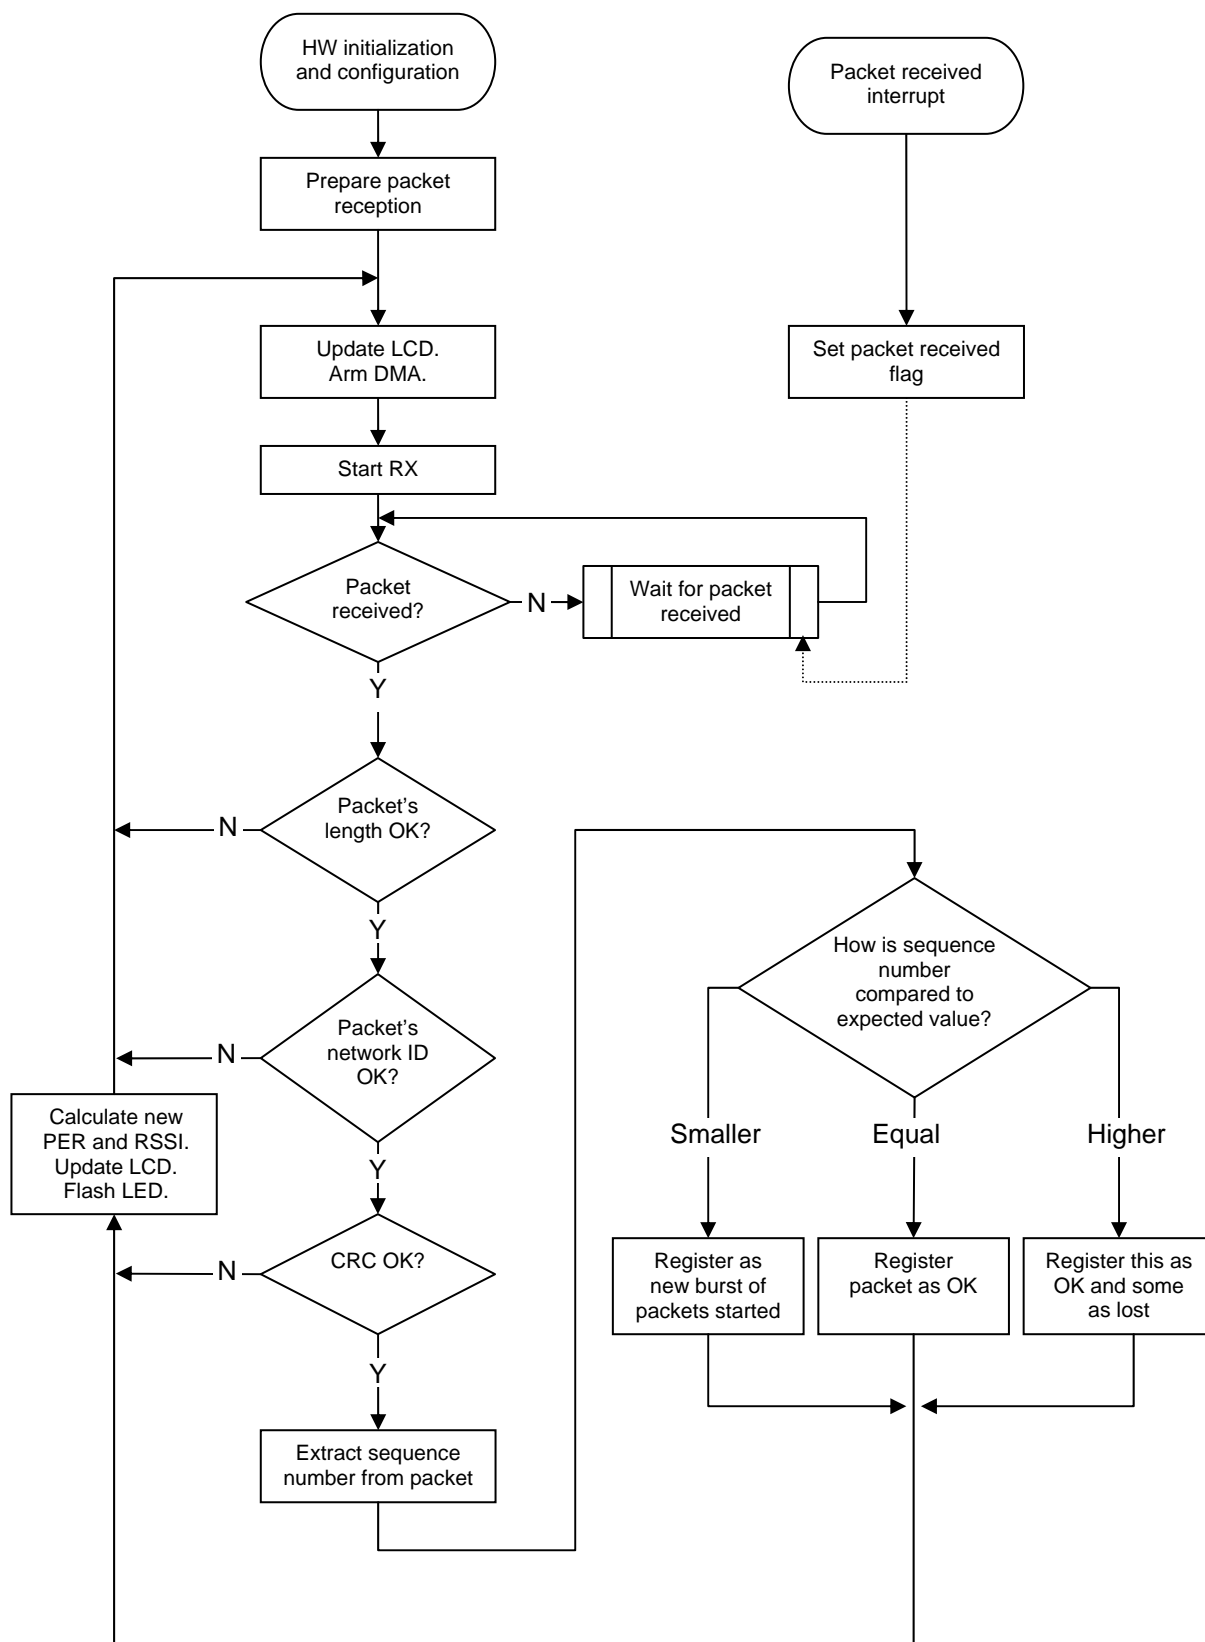 HW initialization
and configuration
Packet received
interrupt
Prepare packet
reception
Update LCD.
Arm DMA.
Set packet received
flag
Start RX
Packet
received?
N
Wait for packet
received
Y
Packet's
length OK?
N
Y
How is sequence
number
compared to
expected value?
Packet's
network ID
OK?
N
Calculate new
PER and RSSI.
Update LCD.
Flash LED.
Smaller
Equal
Higher
Y
CRC OK?
N
Register as
new burst of
packets started
Register
packet as OK
Register this as
OK and some
as lost
Y
Extract sequence
number from packet